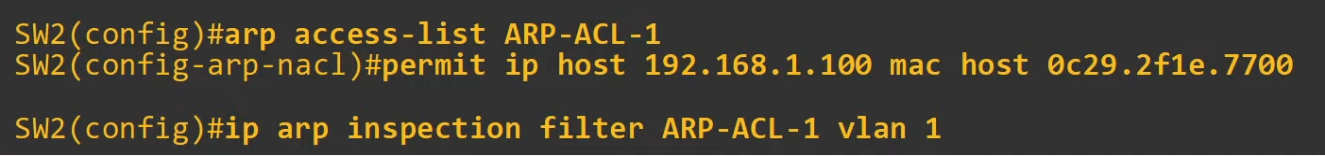 SW2(config)#arp access-list ARP-ACL-1
SW2(config-arp-nacl)#permit ip host 192.168.1.100 mac host 0c29.2f1e.7700
SW2(config)#ip arp inspection filter ARP-ACL-1 vlan 1